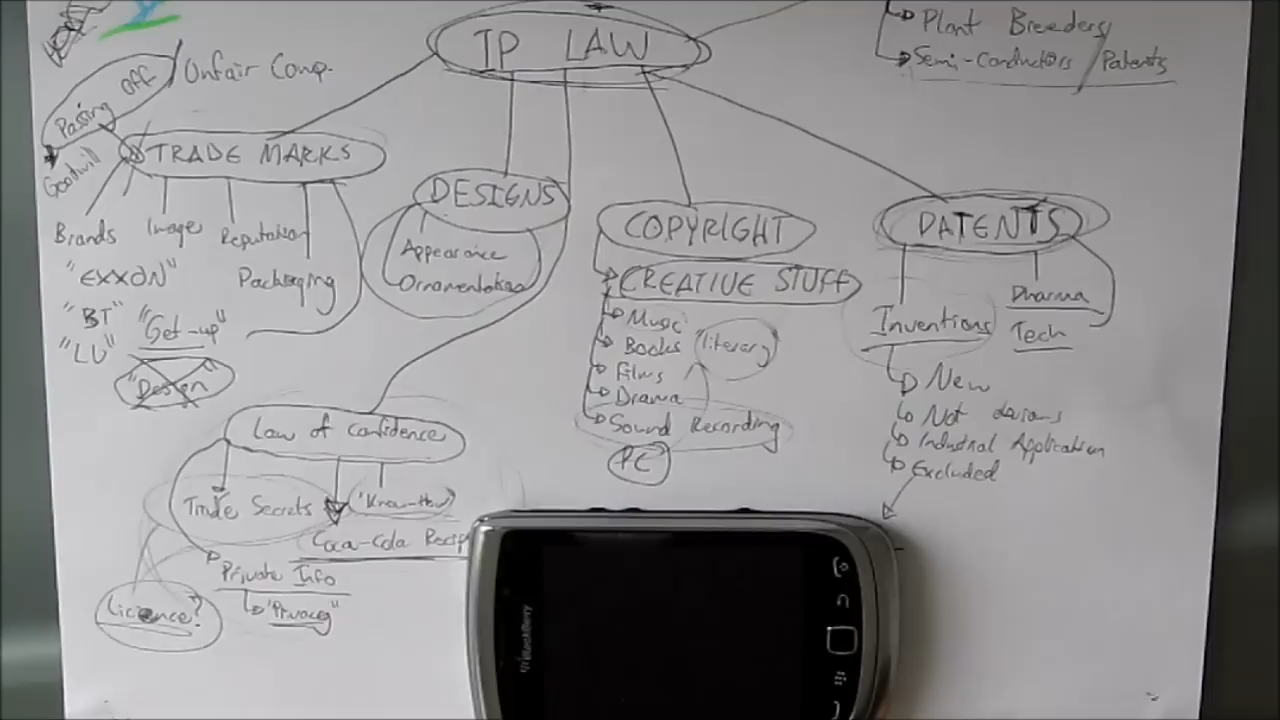 IP LAW
Plant Breeders
Semi-Conductors / Patents
Passing Off
Unfair Comp.
Goodwill
TRADE MARKS
Brands
Image
Reputation
Packaging
"EXXON"
"BT"
"Get-up"
"LV"
"Design"
DESIGNS
Appearance
Ornamentation
COPYRIGHT
CREATIVE STUFF
Music
Books
"literary"
Films
Drama
Sound Recording
PC
PATENTS
Pharma
Tech
Inventions
New
Not
Industrial Application
Excluded
Law of Confidence
Trade Secrets
"Know-How"
Coca-Cola
Private Info
"Privacy"
Licience?
BlackBerry